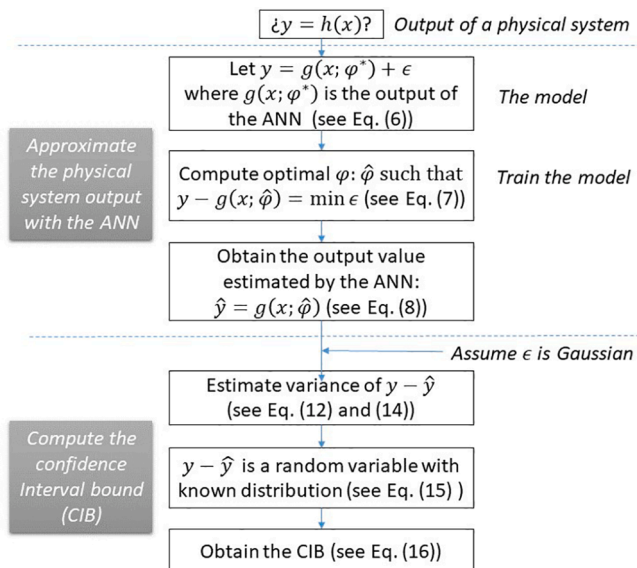 ¿y = h(x)?
Output of a physical system
Let y = g(x; φ*) + ϵ
where g(x; φ*) is the output of
the ANN (see Eq. (6))
The model
Approximate
the physical
system output
with the ANN
Compute optimal φ: φ̂ such that
y − g(x; φ̂) = min ϵ (see Eq. (7))
Train the model
Obtain the output value
estimated by the ANN:
ŷ = g(x; φ̂) (see Eq. (8))
Assume ϵ is Gaussian
Estimate variance of y − ŷ
(see Eq. (12) and (14))
Compute the
confidence
Interval bound
(CIB)
y − ŷ is a random variable with
known distribution (see Eq. (15) )
Obtain the CIB (see Eq. (16))